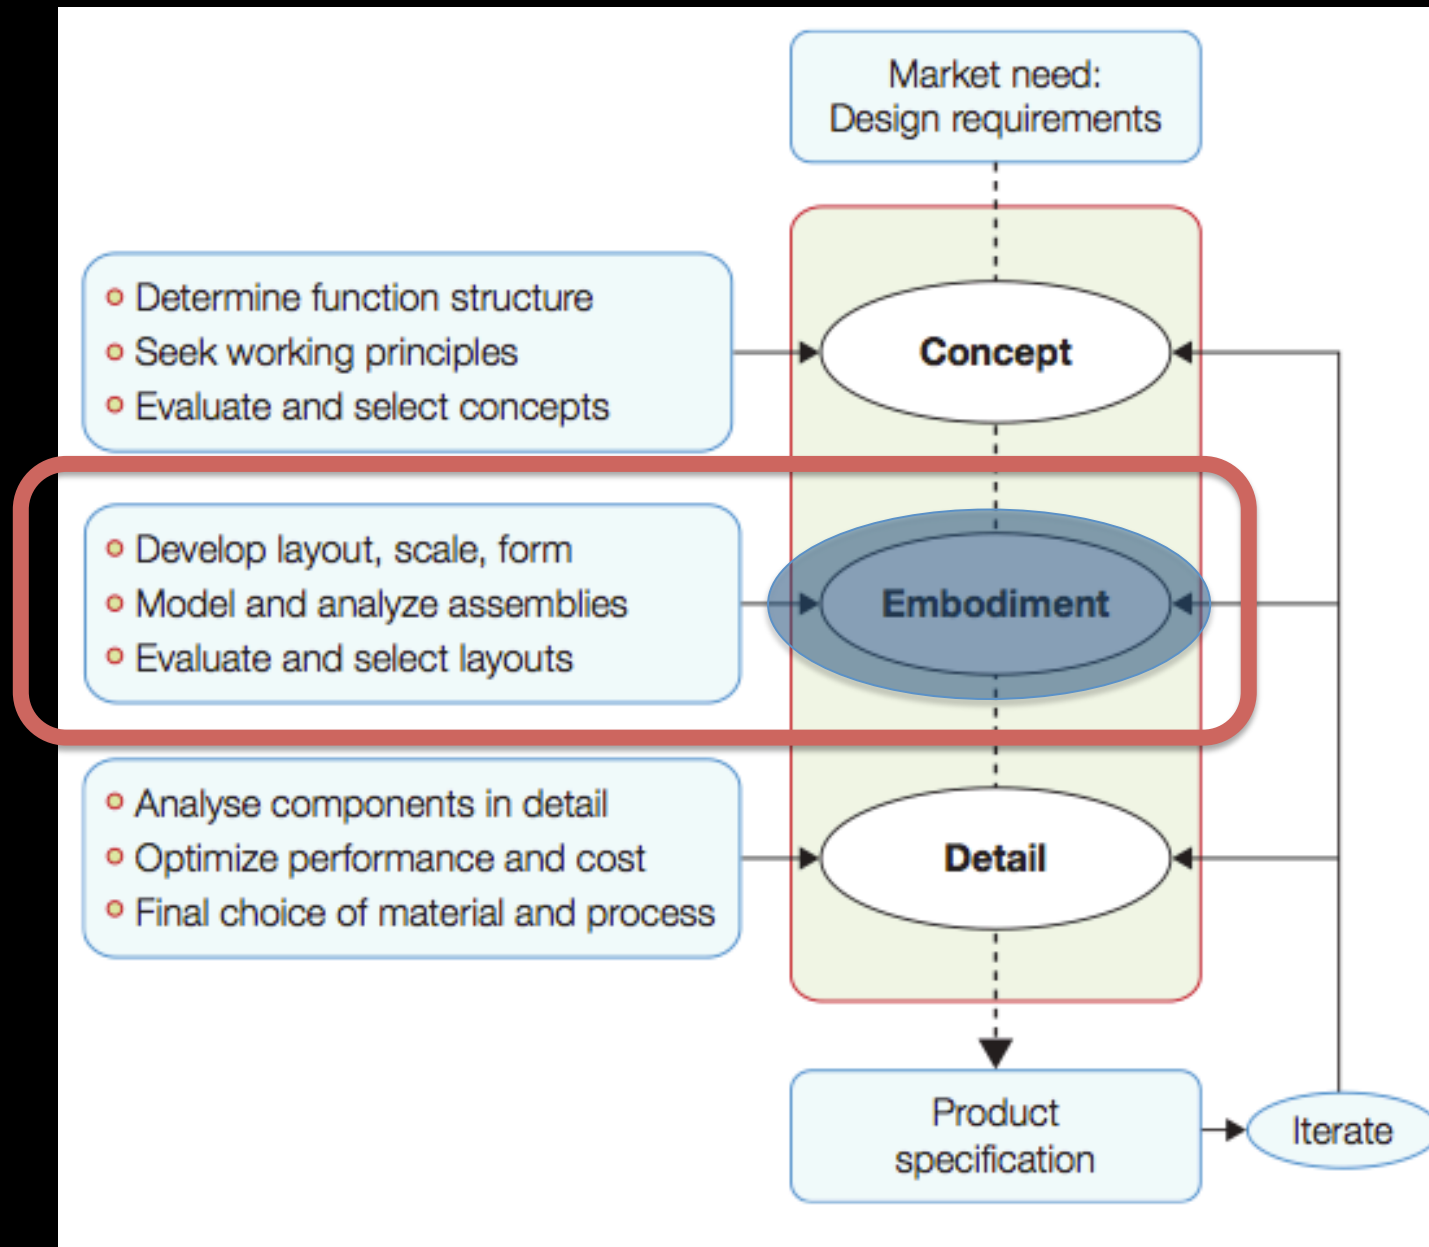 Market need:
Design requirements
Determine function structure
Seek working principles
Evaluate and select concepts
Concept
Develop layout, scale, form
Model and analyze assemblies
Evaluate and select layouts
Embodiment
Analyse components in detail
Optimize performance and cost
Final choice of material and process
Detail
Product
specification
Iterate